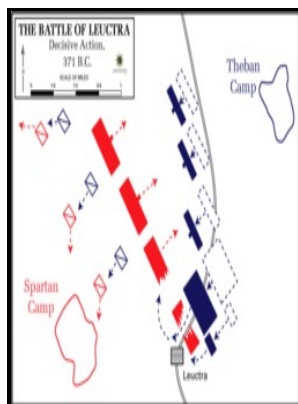 THE BATTLE OF LEUCTRA
Decisive Action,
371 B.C.
SCALE OF MILES
Theban
Camp
Spartan
Camp
Leuctra